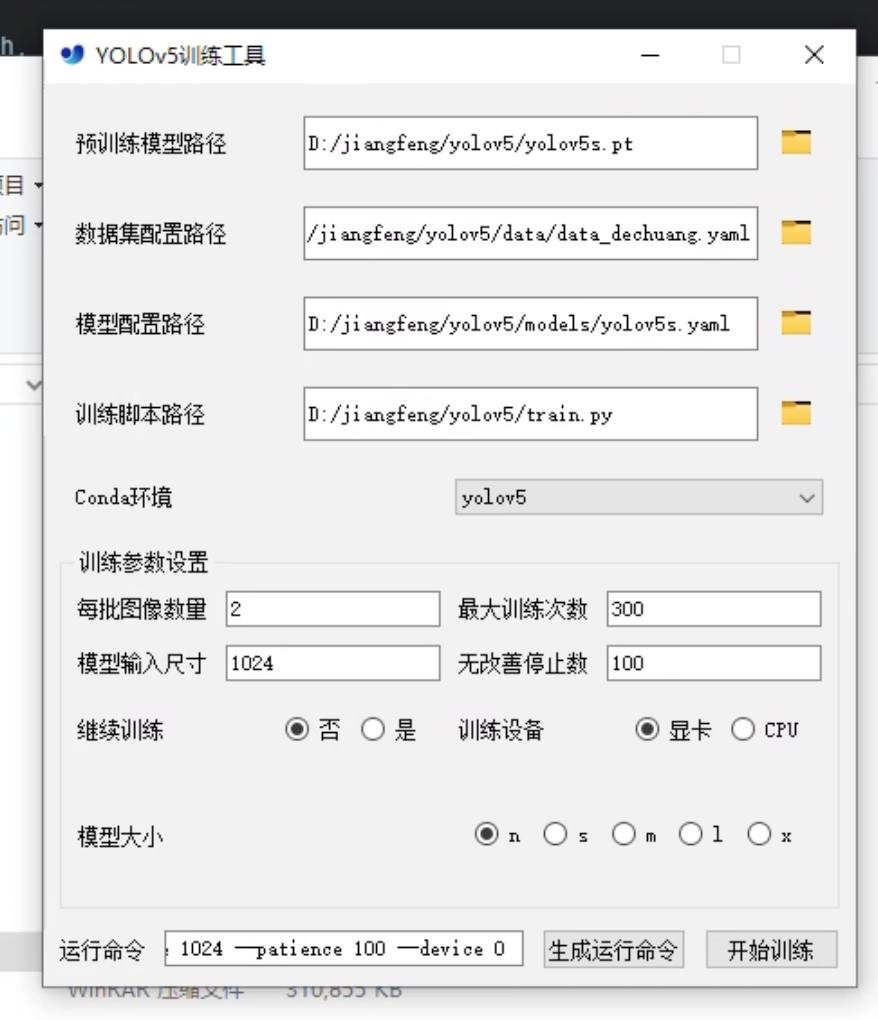 YOLOv5训练工具
预训练模型路径 D:/jiangfeng/yolov5/yolov5s.pt
数据集配置路径 /jiangfeng/yolov5/data/data_dechuang.yaml
模型配置路径 D:/jiangfeng/yolov5/models/yolov5s.yaml
训练脚本路径 D:/jiangfeng/yolov5/train.py
Conda环境 yolov5
训练参数设置
每批图像数量 2 最大训练次数 300
模型输入尺寸 1024 无改善停止数 100
继续训练 否 是 训练设备 显卡 CPU
模型大小 n s m l x
运行命令 1024 --patience 100 --device 0 生成运行命令 开始训练
WinRAR 压缩文件 310,855 KB